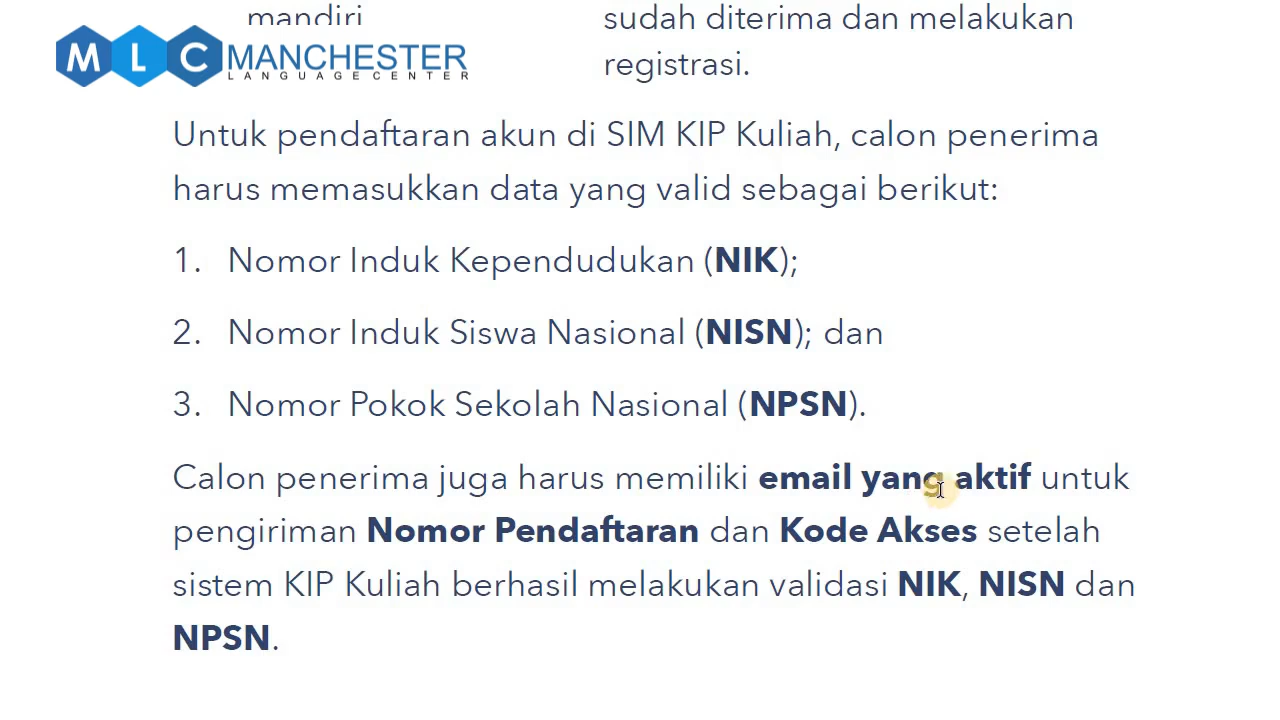 mandiri
sudah diterima dan melakukan
registrasi.
MLC MANCHESTER
LANGUAGE CENTER
Untuk pendaftaran akun di SIM KIP Kuliah, calon penerima
harus memasukkan data yang valid sebagai berikut:
1. Nomor Induk Kependudukan (NIK);
2. Nomor Induk Siswa Nasional (NISN); dan
3. Nomor Pokok Sekolah Nasional (NPSN).
Calon penerima juga harus memiliki email yang aktif untuk
pengiriman Nomor Pendaftaran dan Kode Akses setelah
sistem KIP Kuliah berhasil melakukan validasi NIK, NISN dan
NPSN.